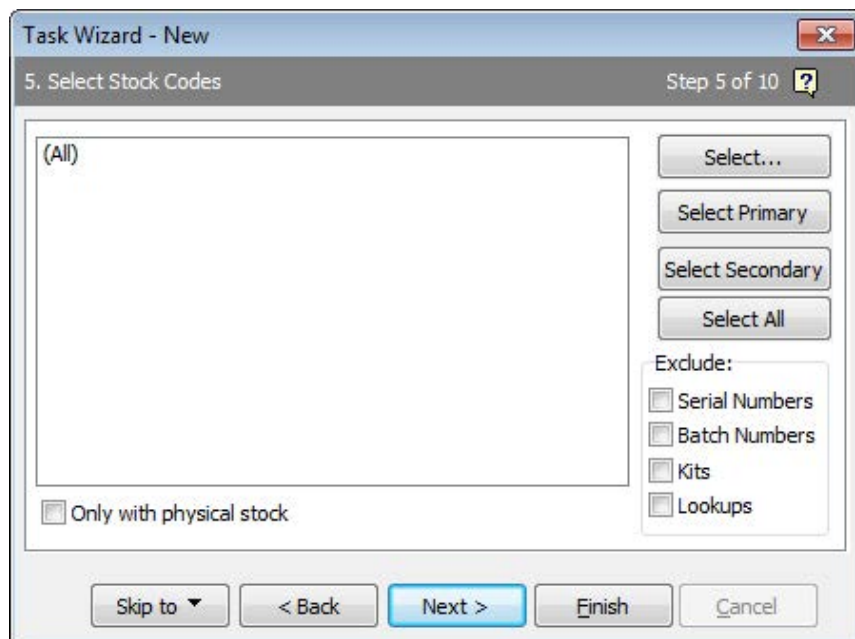 Task Wizard - New
5. Select Stock Codes
Step 5 of 10 ?
(All)
Select...
Select Primary
Select Secondary
Select All
Exclude:
Serial Numbers
Batch Numbers
Kits
Lookups
Only with physical stock
Skip to
< Back
Next >
Finish
Cancel